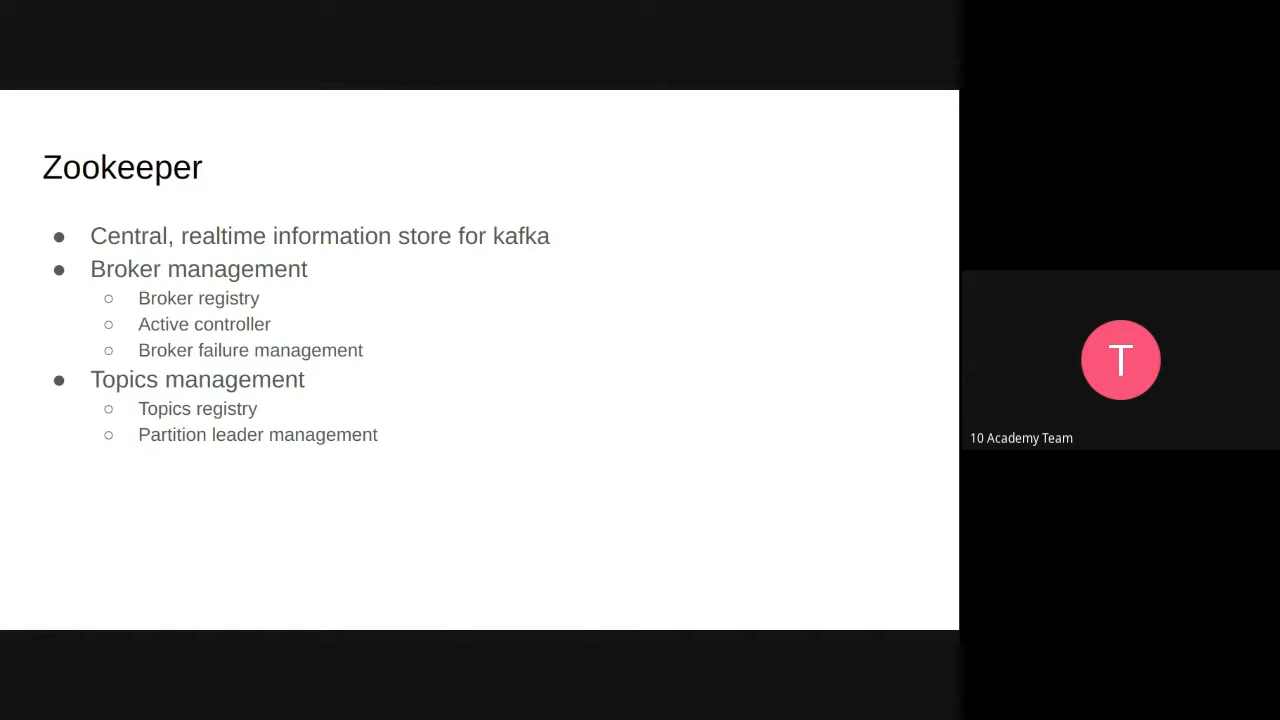 Zookeeper
● Central, realtime information store for kafka
● Broker management
○ Broker registry
○ Active controller
○ Broker failure management
● Topics management
○ Topics registry
○ Partition leader management
T
10 Academy Team